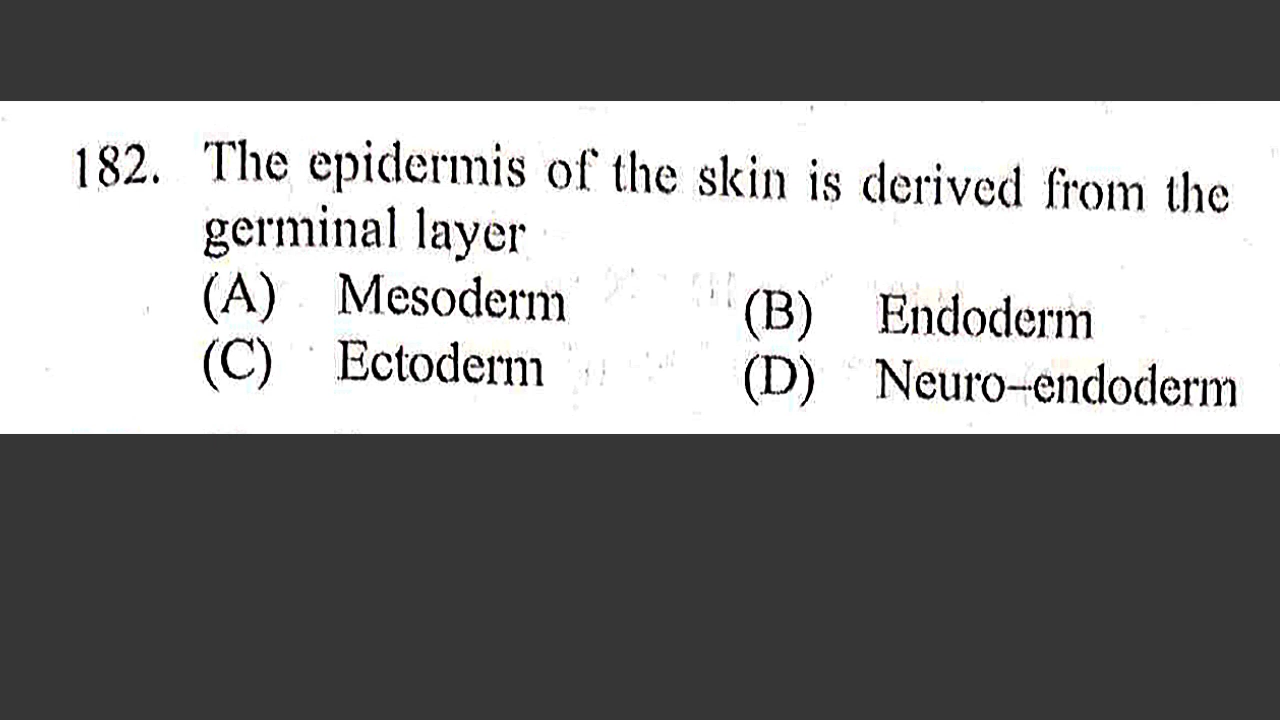 182. The epidermis of the skin is derived from the
germinal layer
(A) Mesoderm (B) Endoderm
(C) Ectoderm (D) Neuro–endoderm